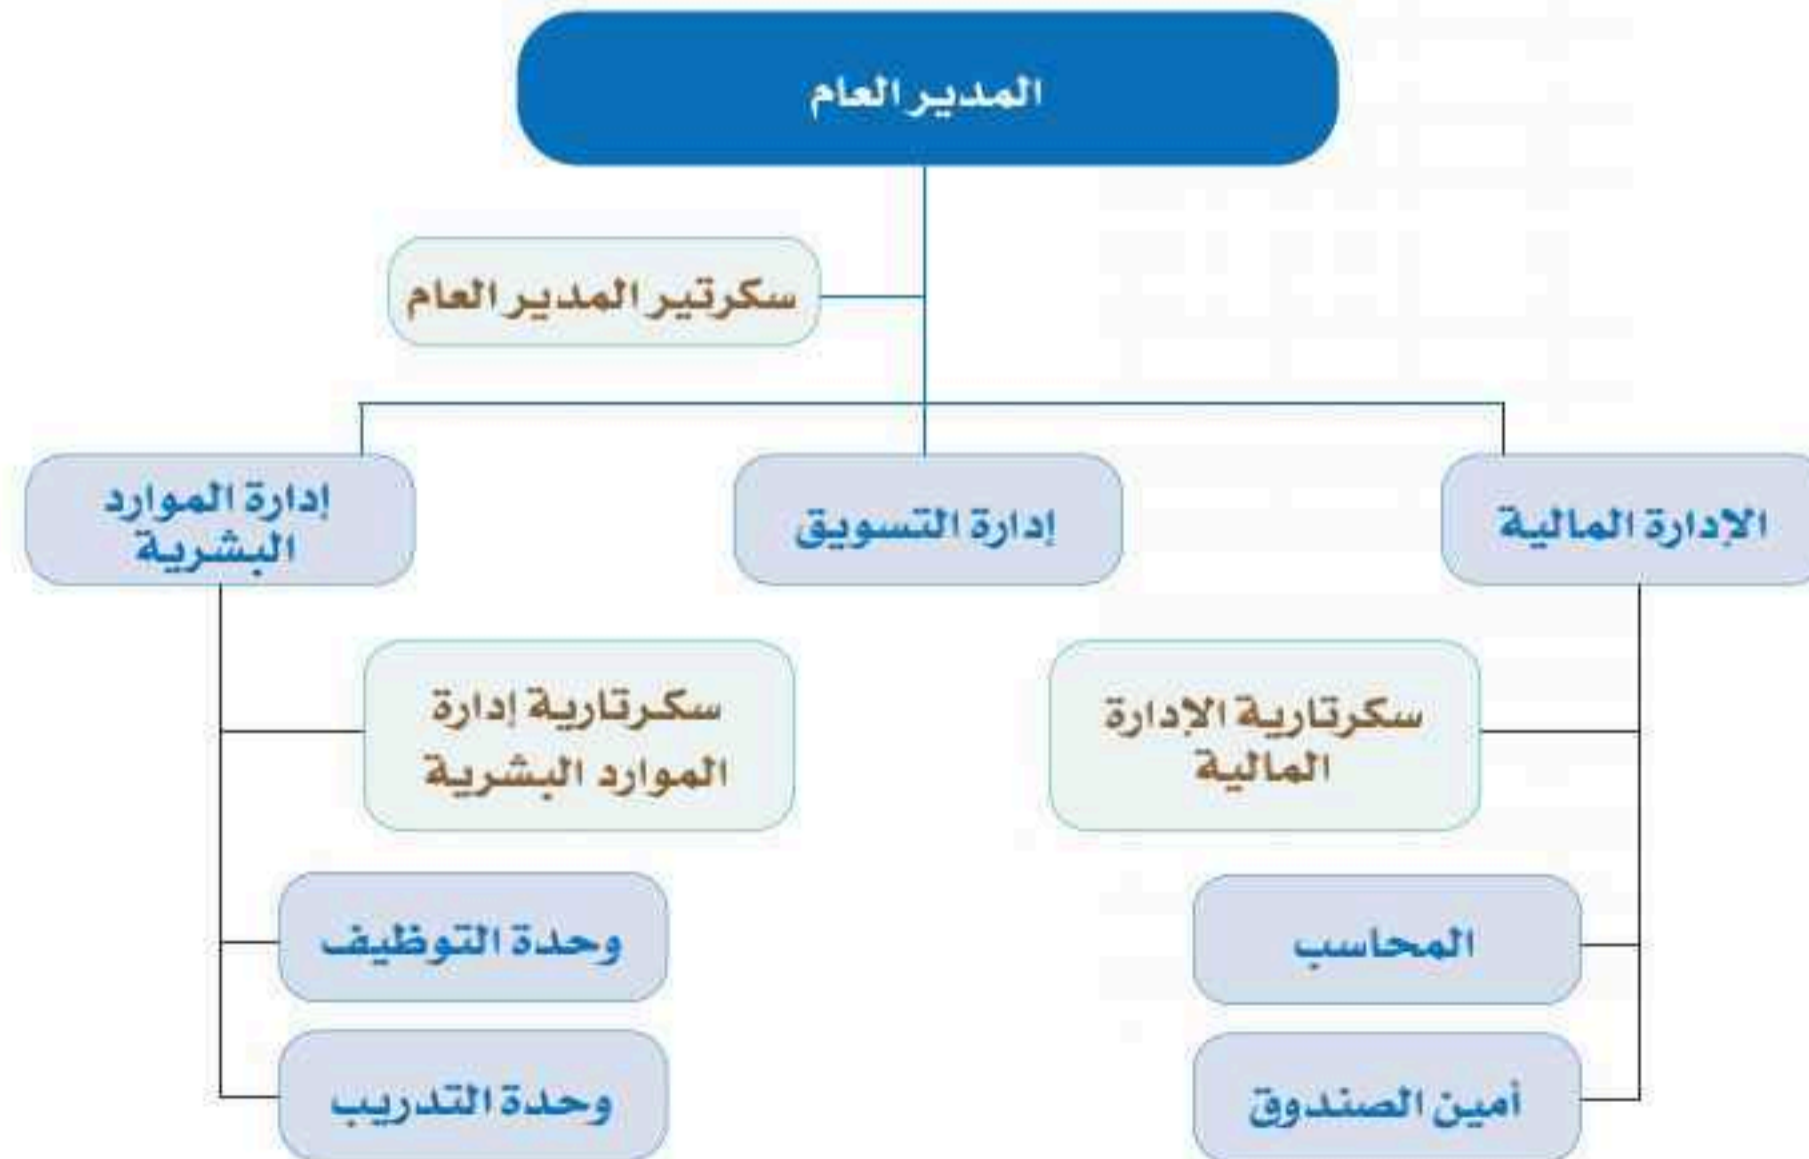 المدير العام
سكرتير المدير العام
الإدارة المالية
إدارة التسويق
إدارة الموارد
البشرية
سكرتارية الإدارة
المالية
سكرتارية إدارة
الموارد البشرية
المحاسب
وحدة التوظيف
أمين الصندوق
وحدة التدريب